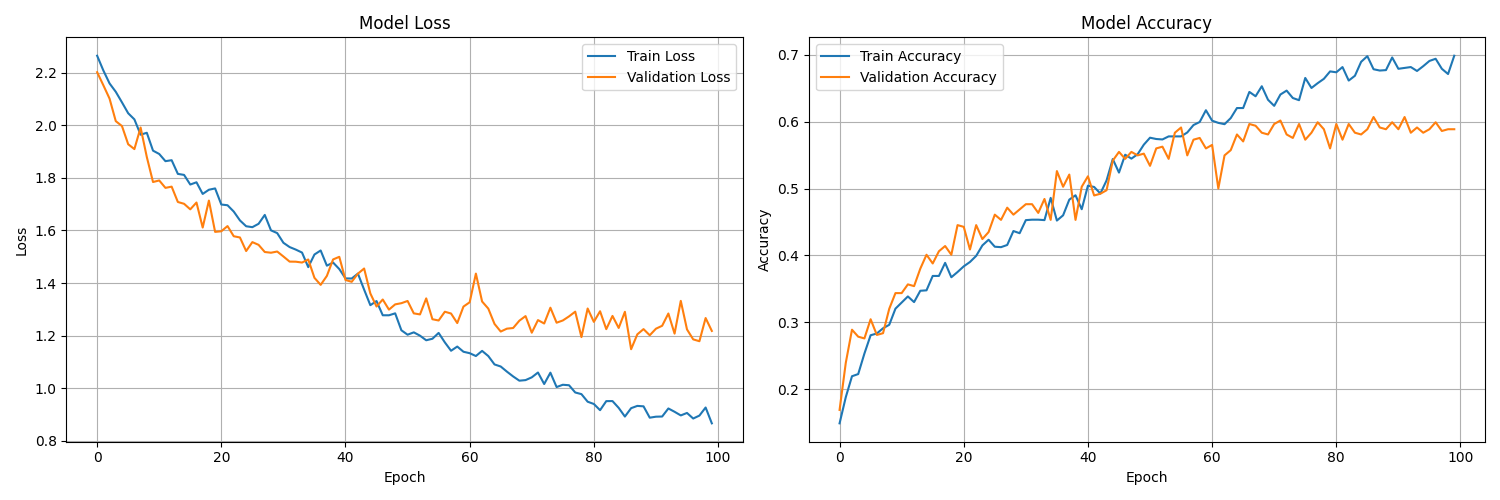 Model Loss
Train Loss
Validation Loss
2.2
2.0
1.8
1.6
1.4
1.2
1.0
0.8
Loss
0 20 40 60 80 100
Epoch
Model Accuracy
Train Accuracy
Validation Accuracy
0.7
0.6
0.5
0.4
0.3
0.2
Accuracy
0 20 40 60 80 100
Epoch